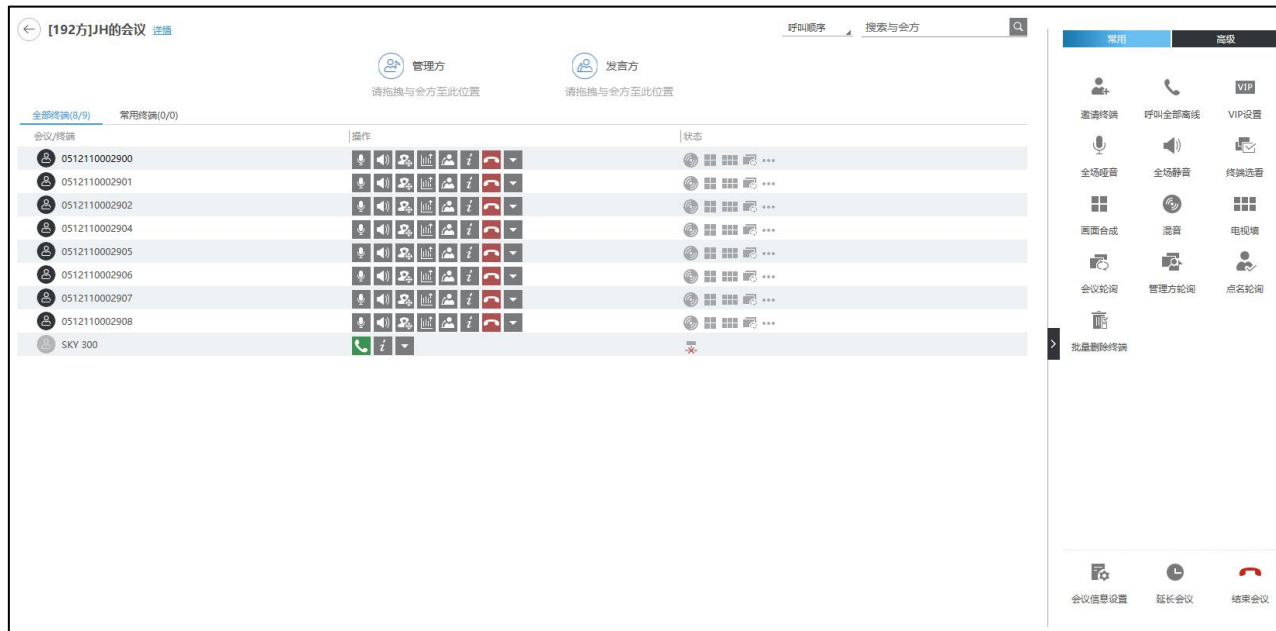 [192方]JH的会议 详情
呼叫顺序 搜索与会方
管理方 发言方
请拖拽与会方至此位置 请拖拽与会方至此位置
全部终端(8/9) 常用终端(0/0)
会议/终端 操作 状态
0512110002900
0512110002901
0512110002902
0512110002904
0512110002905
0512110002906
0512110002907
0512110002908
SKY 300
常用 高级
VIP
邀请终端 呼叫全部离线 VIP设置
全场哑音 全场静音 终端选看
画面合成 混音 电视墙
会议轮询 管理方轮询 点名轮询
批量删除终端
会议信息设置 延长会议 结束会议